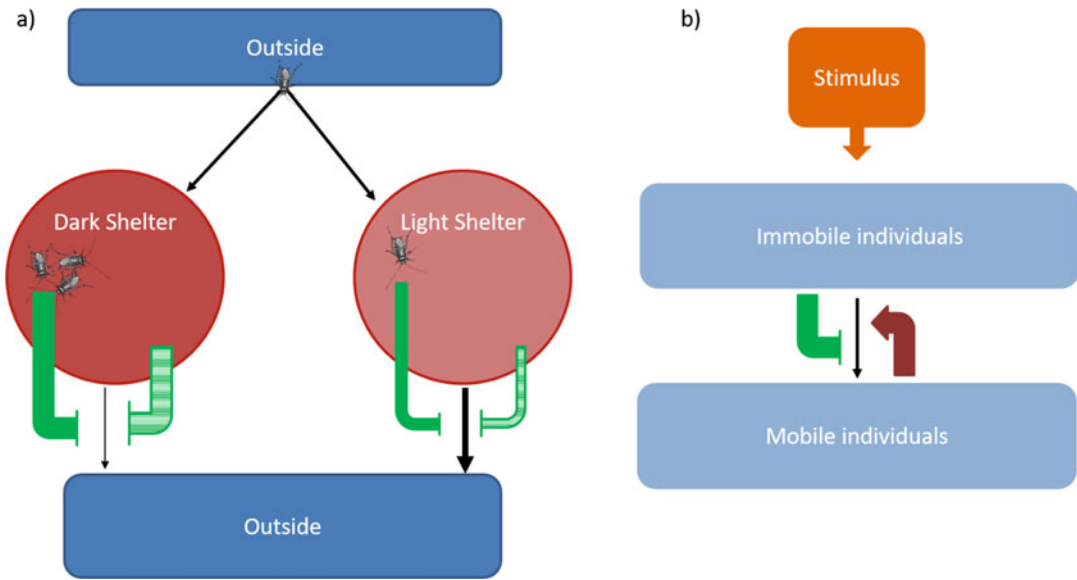 a)
Outside
Dark Shelter
Light Shelter
Outside
b)
Stimulus
Immobile individuals
Mobile individuals